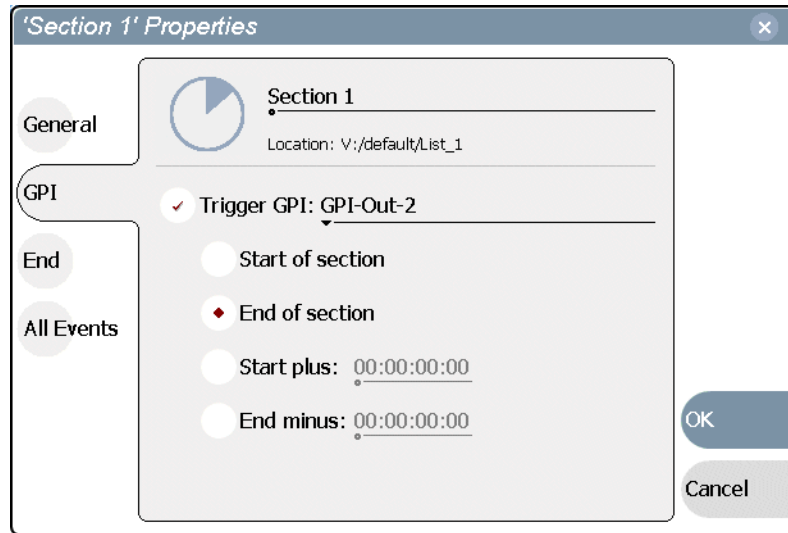 'Section 1' Properties
General
GPI
End
All Events
Section 1
Location: V:/default/List_1
Trigger GPI: GPI-Out-2
Start of section
End of section
Start plus: 00:00:00:00
End minus: 00:00:00:00
OK
Cancel